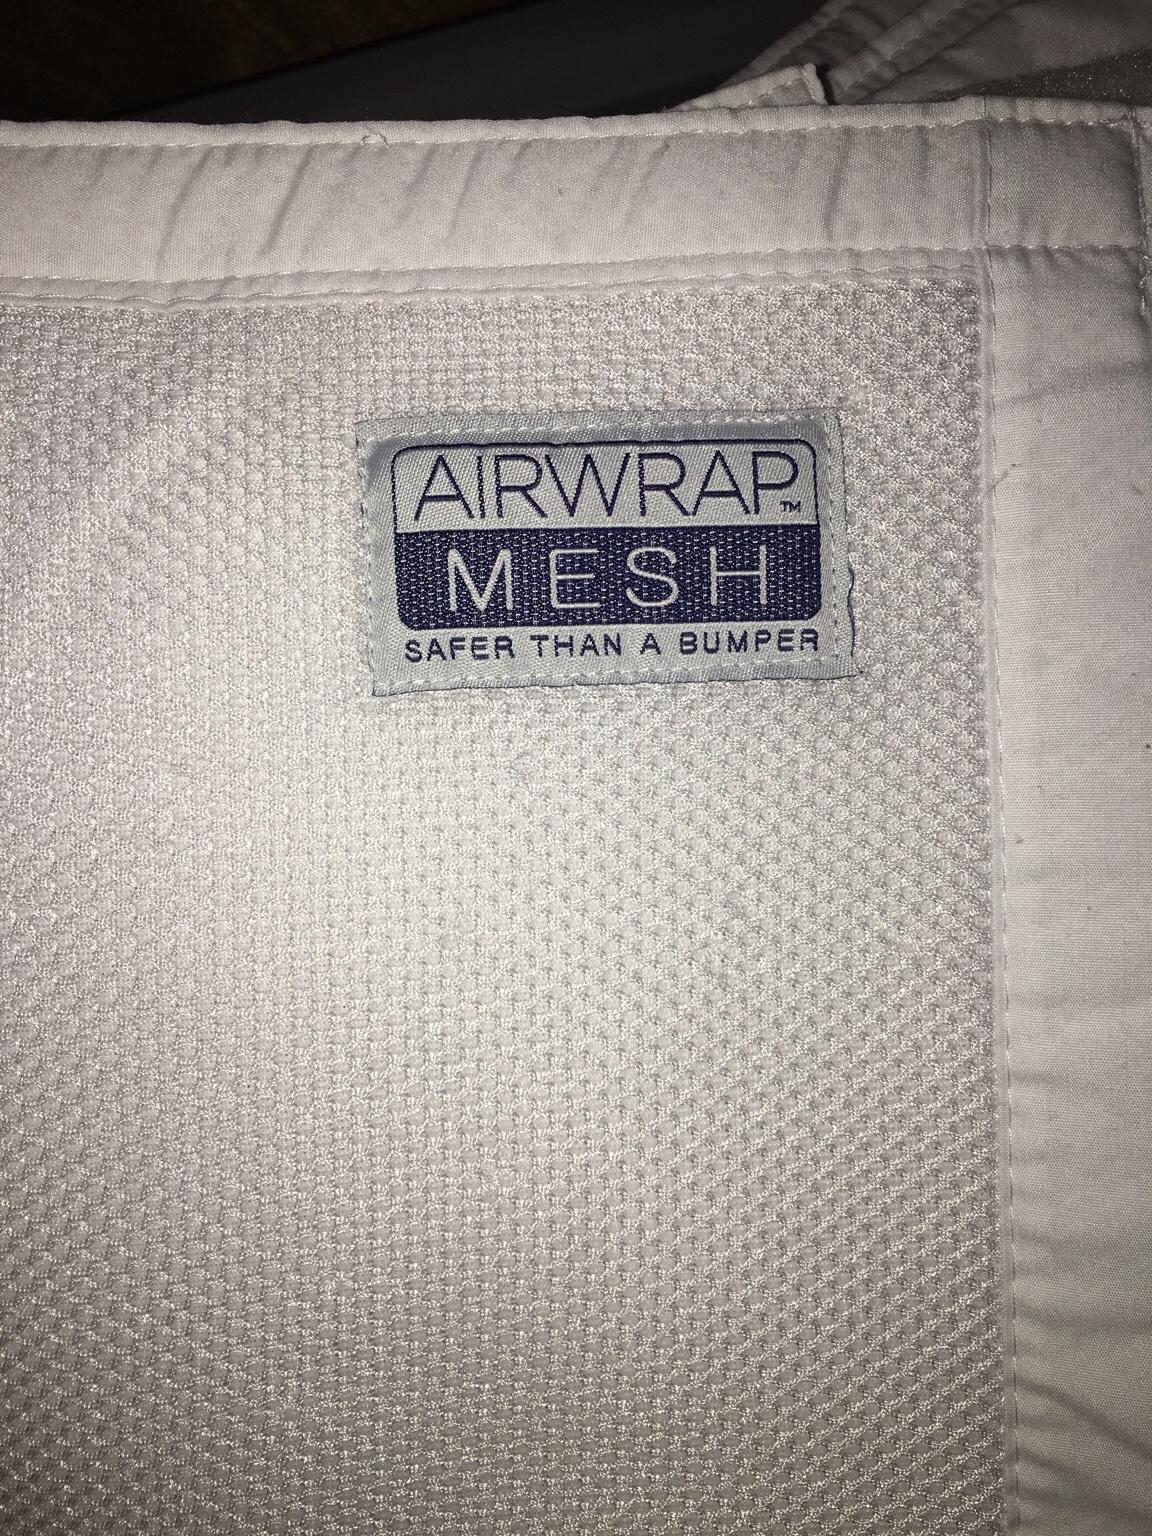 AIRWRAP™
MESH
SAFER THAN A BUMPER